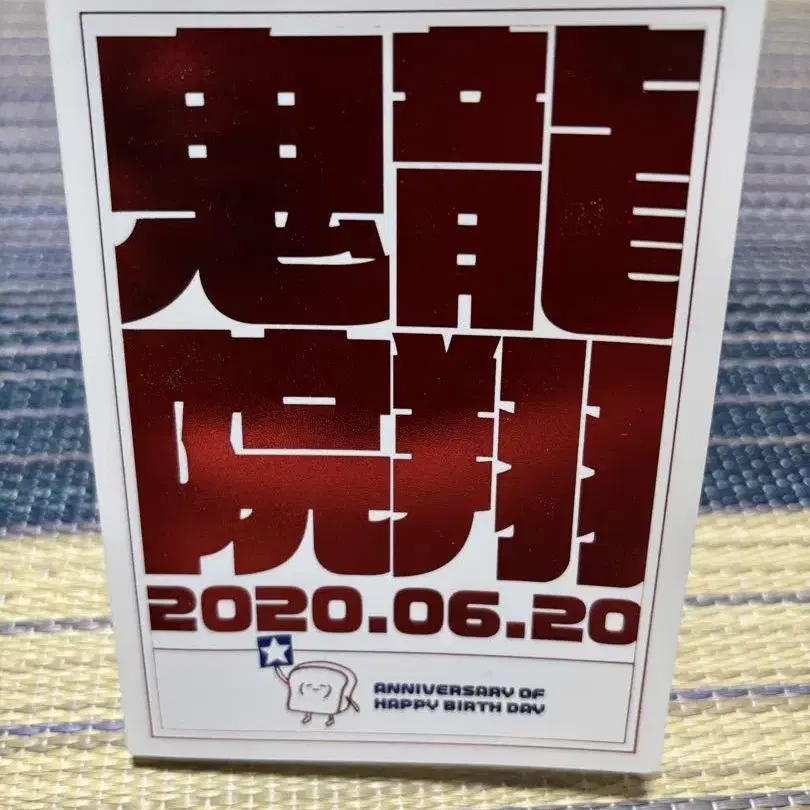 鬼龍
院翔
2020.06.20
ANNIVERSARY OF
HAPPY BIRTH DAY